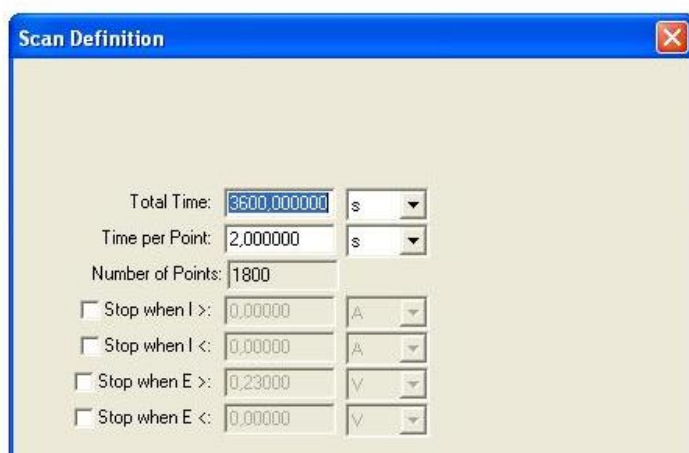 Scan Definition
Total Time: 3600,000000 s
Time per Point: 2,000000 s
Number of Points: 1800
Stop when I >: 0,00000 A
Stop when I <: 0,00000 A
Stop when E >: 0,23000 V
Stop when E <: 0,00000 V